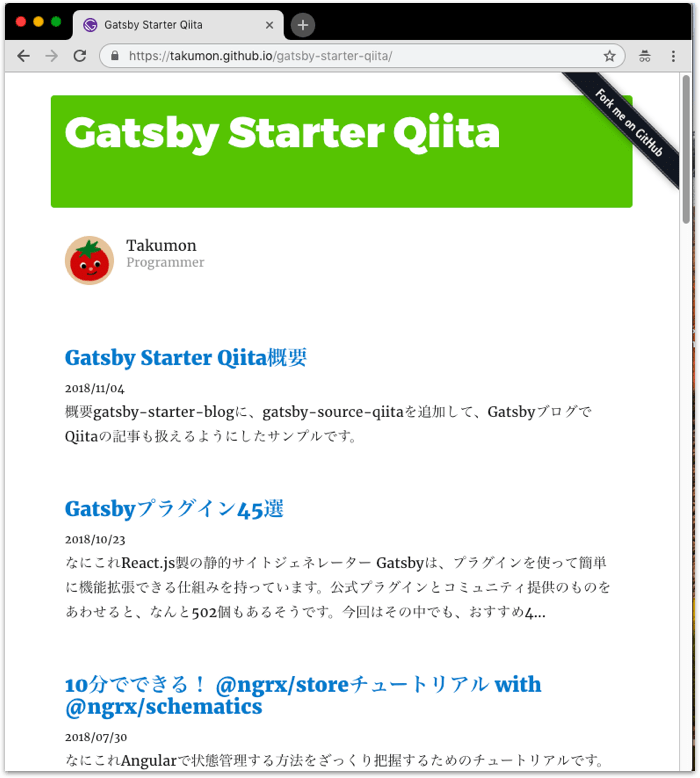 Gatsby Starter Qiita
https://takumon.github.io/gatsby-starter-qiita/
Fork me on GitHub
Gatsby Starter Qiita
Takumon
Programmer
Gatsby Starter Qiita概要
2018/11/04
概要gatsby-starter-blogに、gatsby-source-qiitaを追加して、Gatsbyブログで
Qiitaの記事も扱えるようにしたサンプルです。
Gatsbyプラグイン45選
2018/10/23
なにこれReact.js製の静的サイトジェネレーター Gatsbyは、プラグインを使って簡単
に機能拡張できる仕組みを持っています。公式プラグインとコミュニティ提供のものを
あわせると、なんと502個もあるそうです。今回はその中でも、おすすめ4...
10分でできる！ @ngrx/storeチュートリアル with
@ngrx/schematics
2018/07/30
なにこれAngularで状態管理する方法をざっくり把握するためのチュートリアルです。